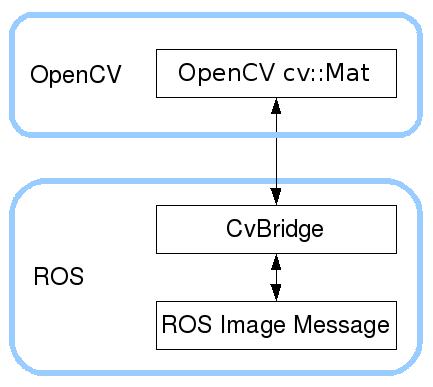 OpenCV
OpenCV cv::Mat
CvBridge
ROS
ROS Image Message